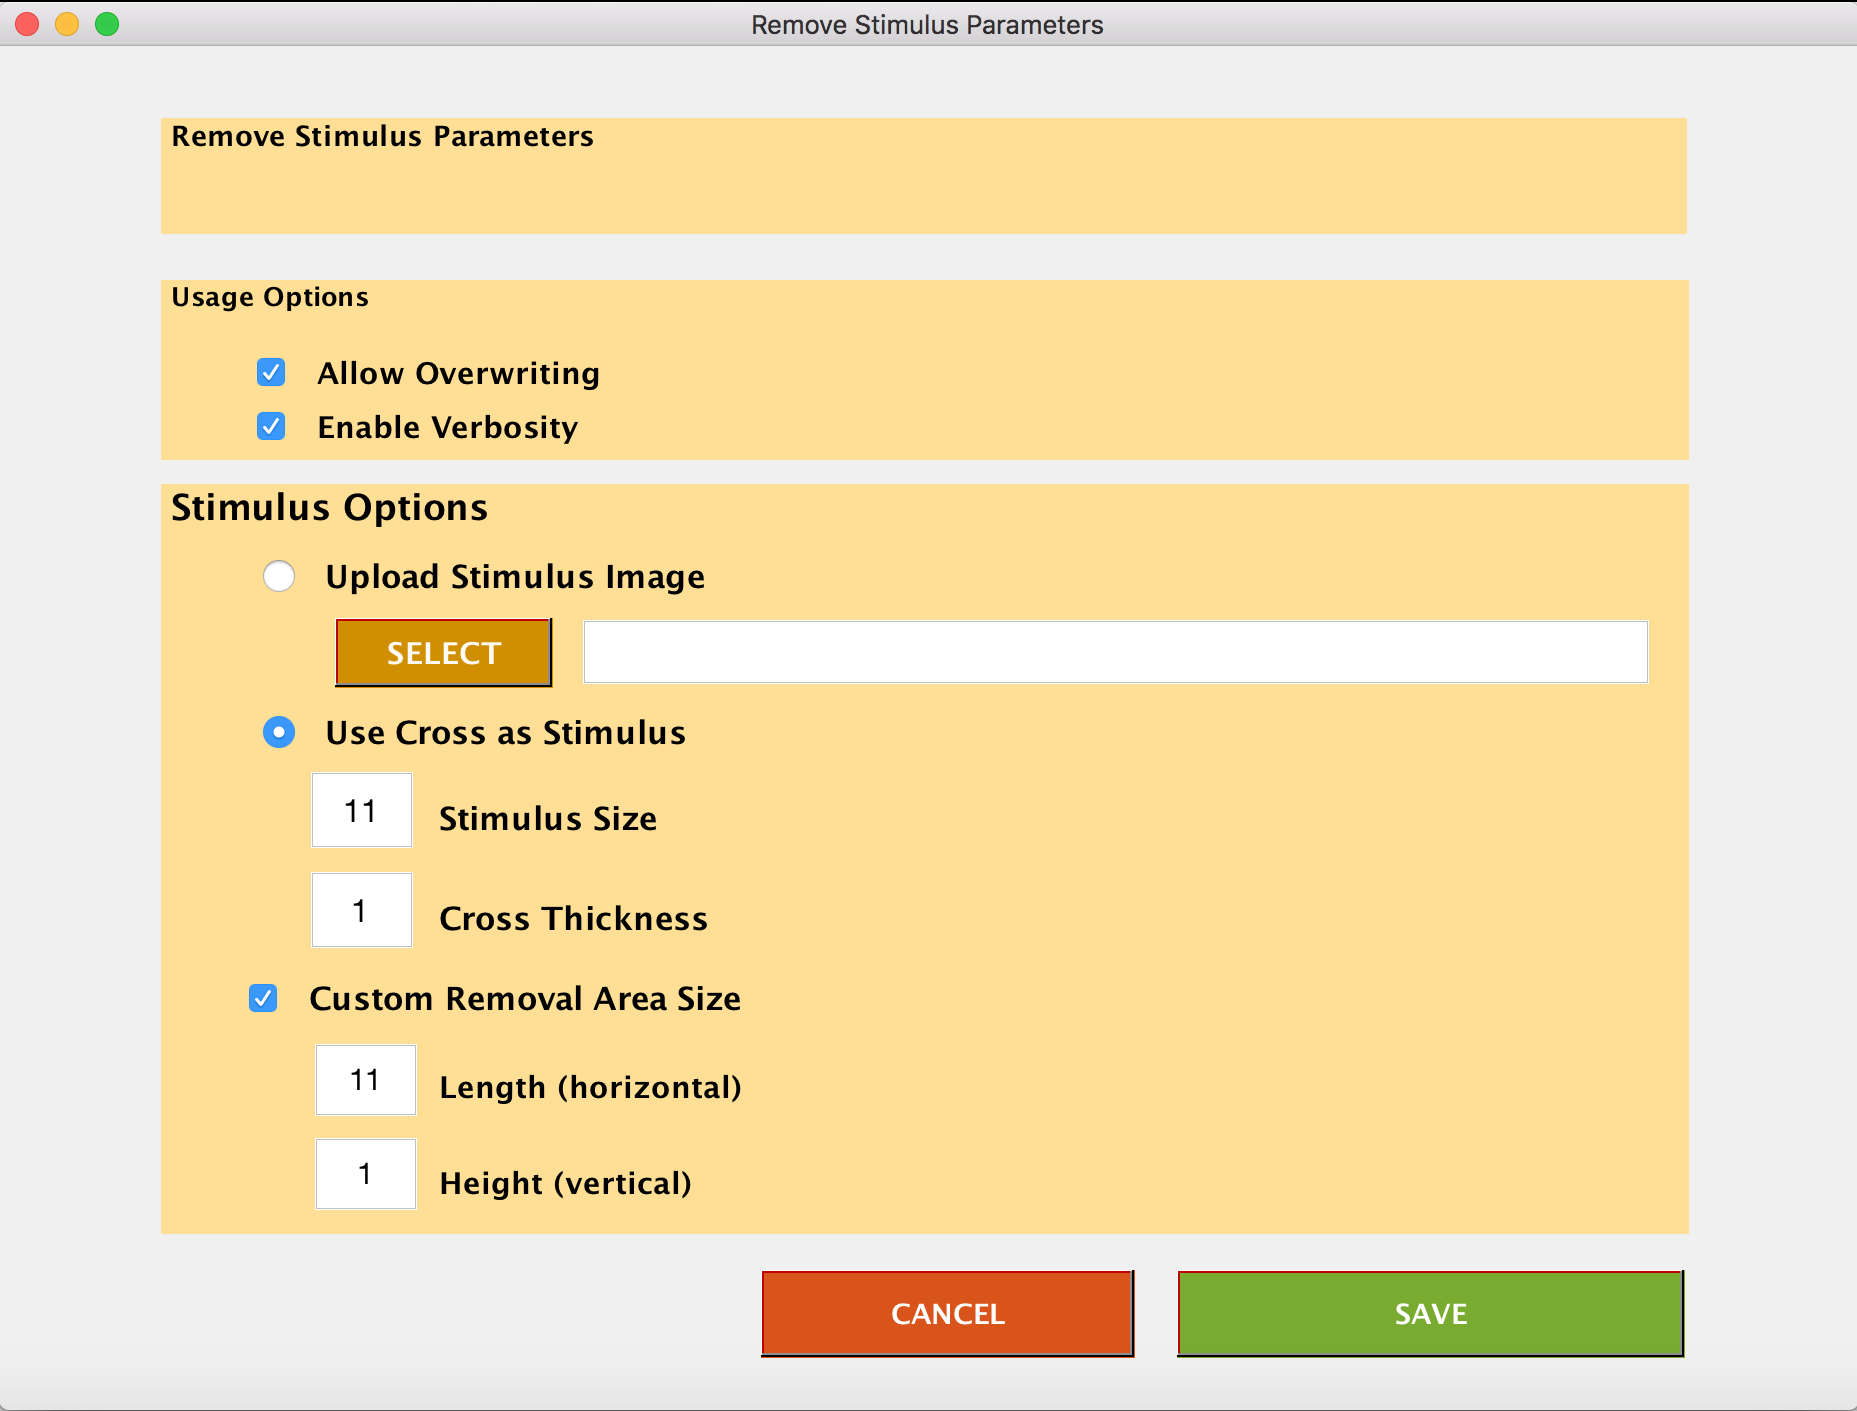 Remove Stimulus Parameters
Remove Stimulus Parameters
Usage Options
Allow Overwriting
Enable Verbosity
Stimulus Options
Upload Stimulus Image
SELECT
Use Cross as Stimulus
11 Stimulus Size
1 Cross Thickness
Custom Removal Area Size
11 Length (horizontal)
1 Height (vertical)
CANCEL SAVE